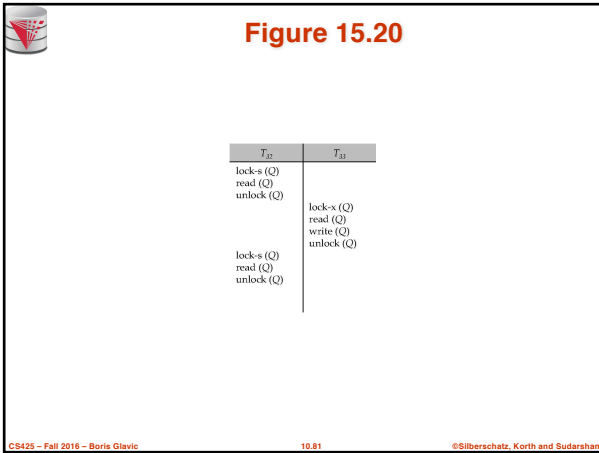 Figure 15.20
T32 T33
lock-s (Q)
read (Q)
unlock (Q)
lock-x (Q)
read (Q)
write (Q)
unlock (Q)
lock-s (Q)
read (Q)
unlock (Q)
CS425 – Fall 2016 – Boris Glavic 10.81 ©Silberschatz, Korth and Sudarshan